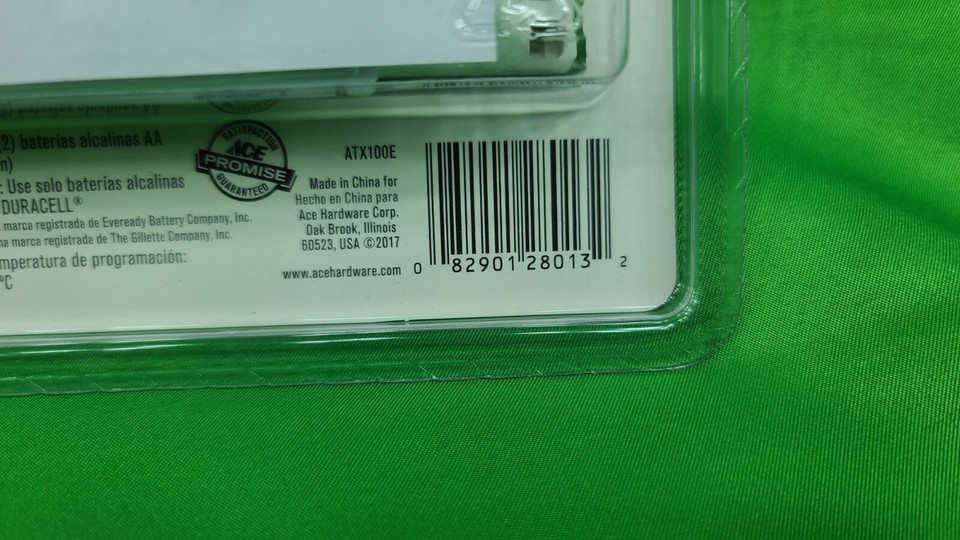 (2) baterías alcalinas AA
n)
: Use solo baterías alcalinas
DURACELL®
marca registrada de Eveready Battery Company, Inc.
na marca registrada de The Gillette Company, Inc.
mperatura de programación:
°C
SATISFACTION
ACE
PROMISE
GUARANTEED
ATX100E
Made in China for
Hecho en China para
Ace Hardware Corp.
Oak Brook, Illinois
60523, USA ©2017
www.acehardware.com
0 82901 28013 2